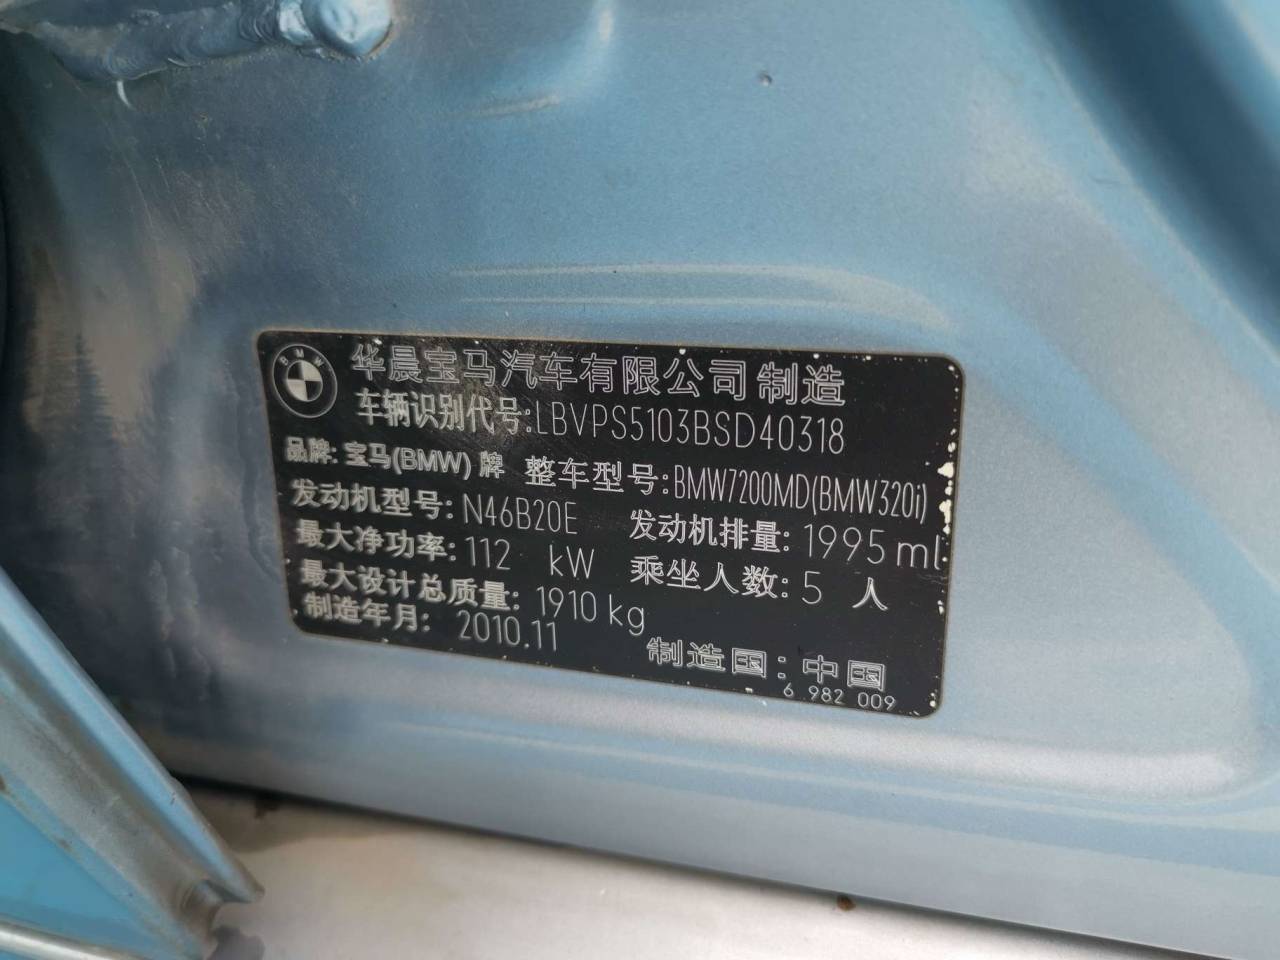 BMW
华晨宝马汽车有限公司制造
车辆识别代号:LBVPS5103BSD40318
品牌: 宝马(BMW) 牌 整车型号:BMW7200MD(BMW320i)
发动机型号: N46B20E 发动机排量: 1995 ml
最大净功率: 112 kW 乘坐人数: 5 人
最大设计总质量: 1910 kg
制造年月: 2010.11 制造国: 中国
6 982 009